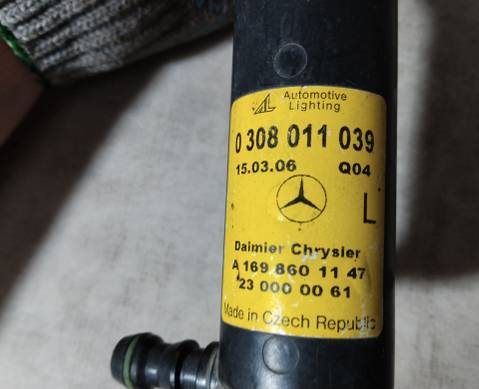 AL Automotive
Lighting
0 308 011 039
15.03.06 Q04
L
Daimler Chrysler
A 169 860 11 47
23 000 00 61
Made in Czech Republic